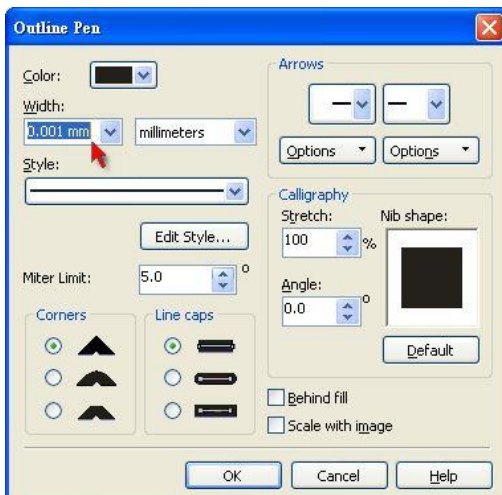 Outline Pen
Color:
Width:
0.001 mm
millimeters
Style:
Edit Style...
Miter Limit:
5.0
°
Corners
Line caps
Arrows
Options
Options
Calligraphy
Stretch:
Nib shape:
100
%
Angle:
0.0
°
Default
Behind fill
Scale with image
OK
Cancel
Help